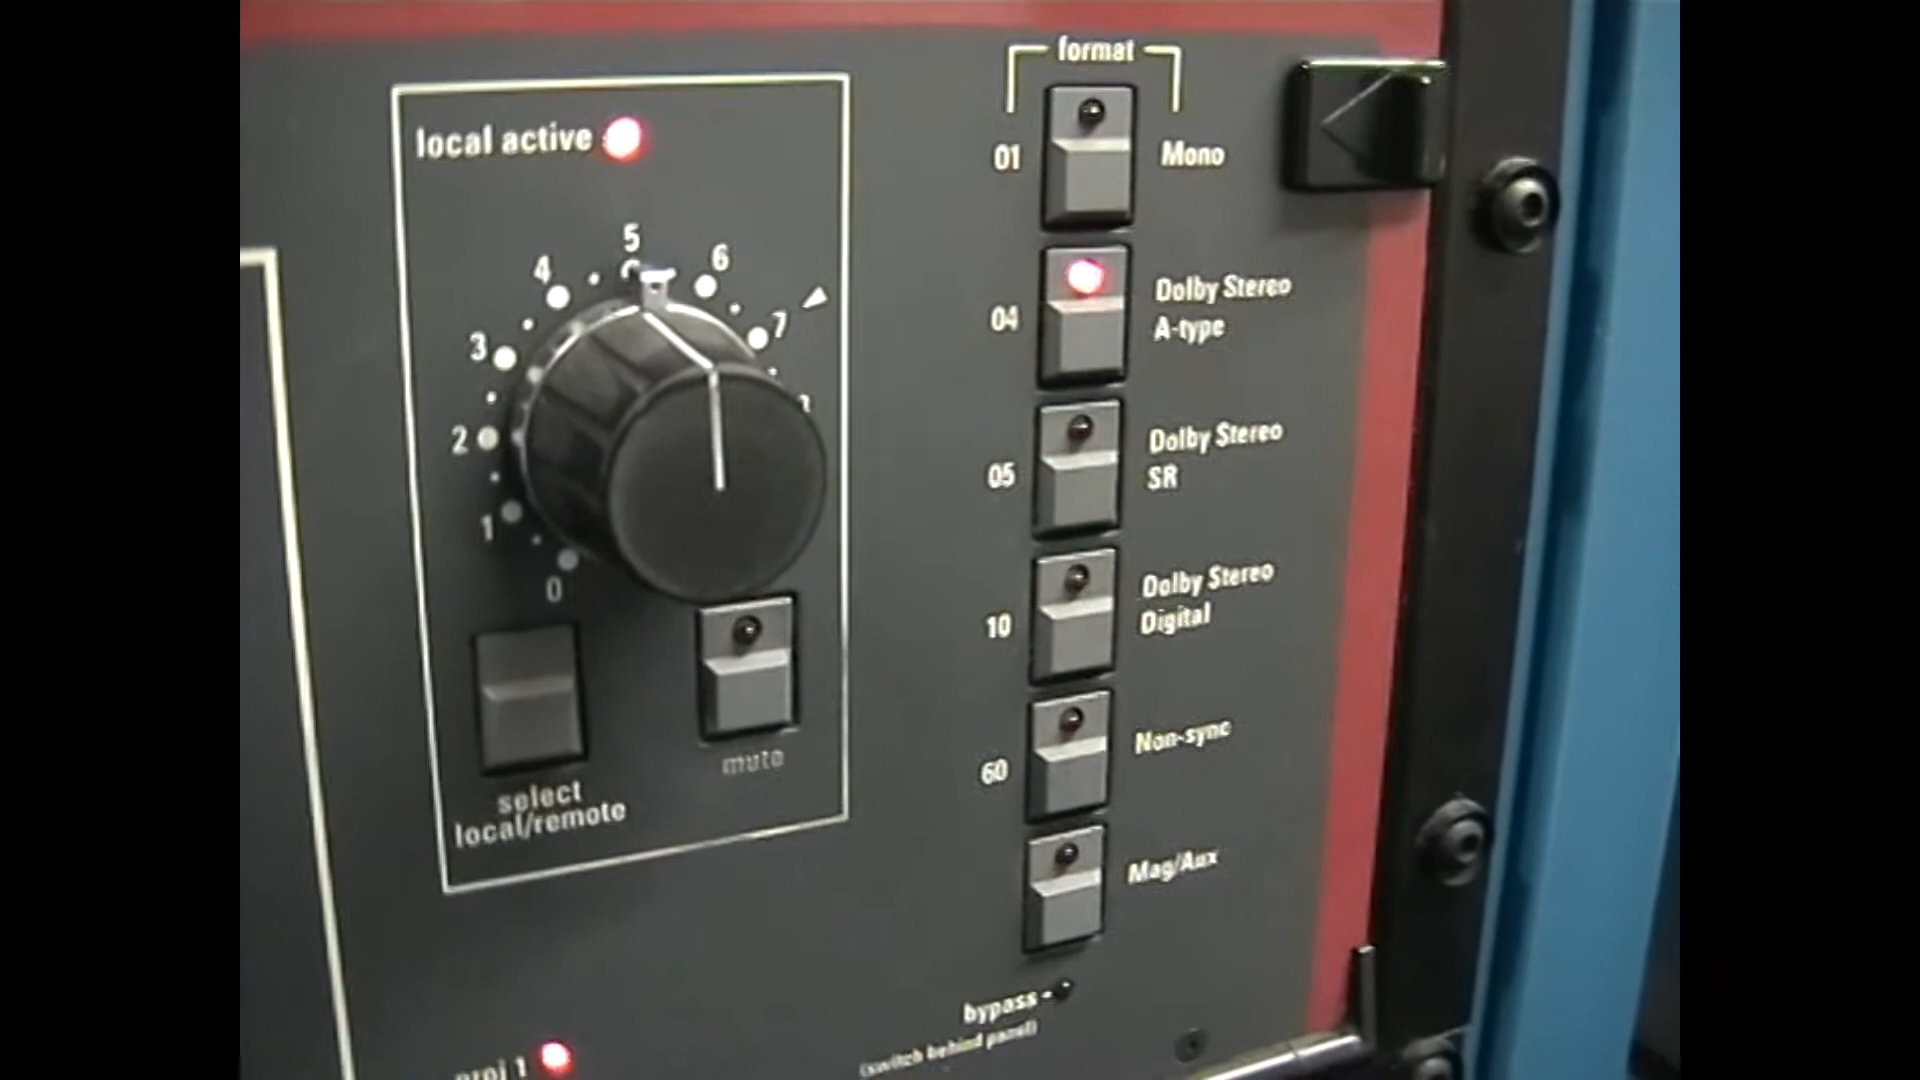 format
local active
01 Mono
5
4 6
7
3
04 Dolby Stereo
A-type
2
05 Dolby Stereo
SR
1
0
10 Dolby Stereo
Digital
mute
select
local/remote
60 Non-sync
Mag/Aux
bypass
(switch behind panel)
proj 1